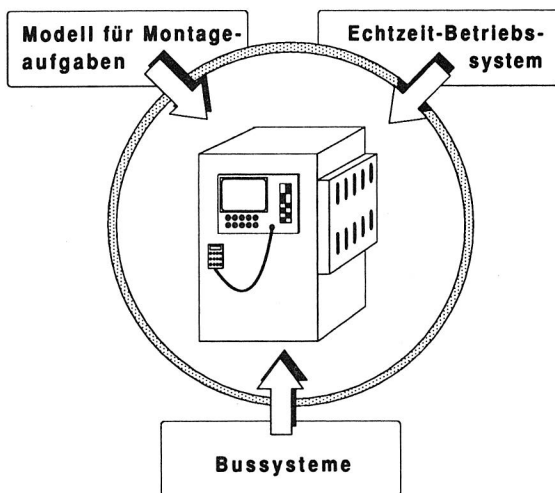 Modell für Montage-
aufgaben
Echtzeit-Betriebs-
system
Bussysteme